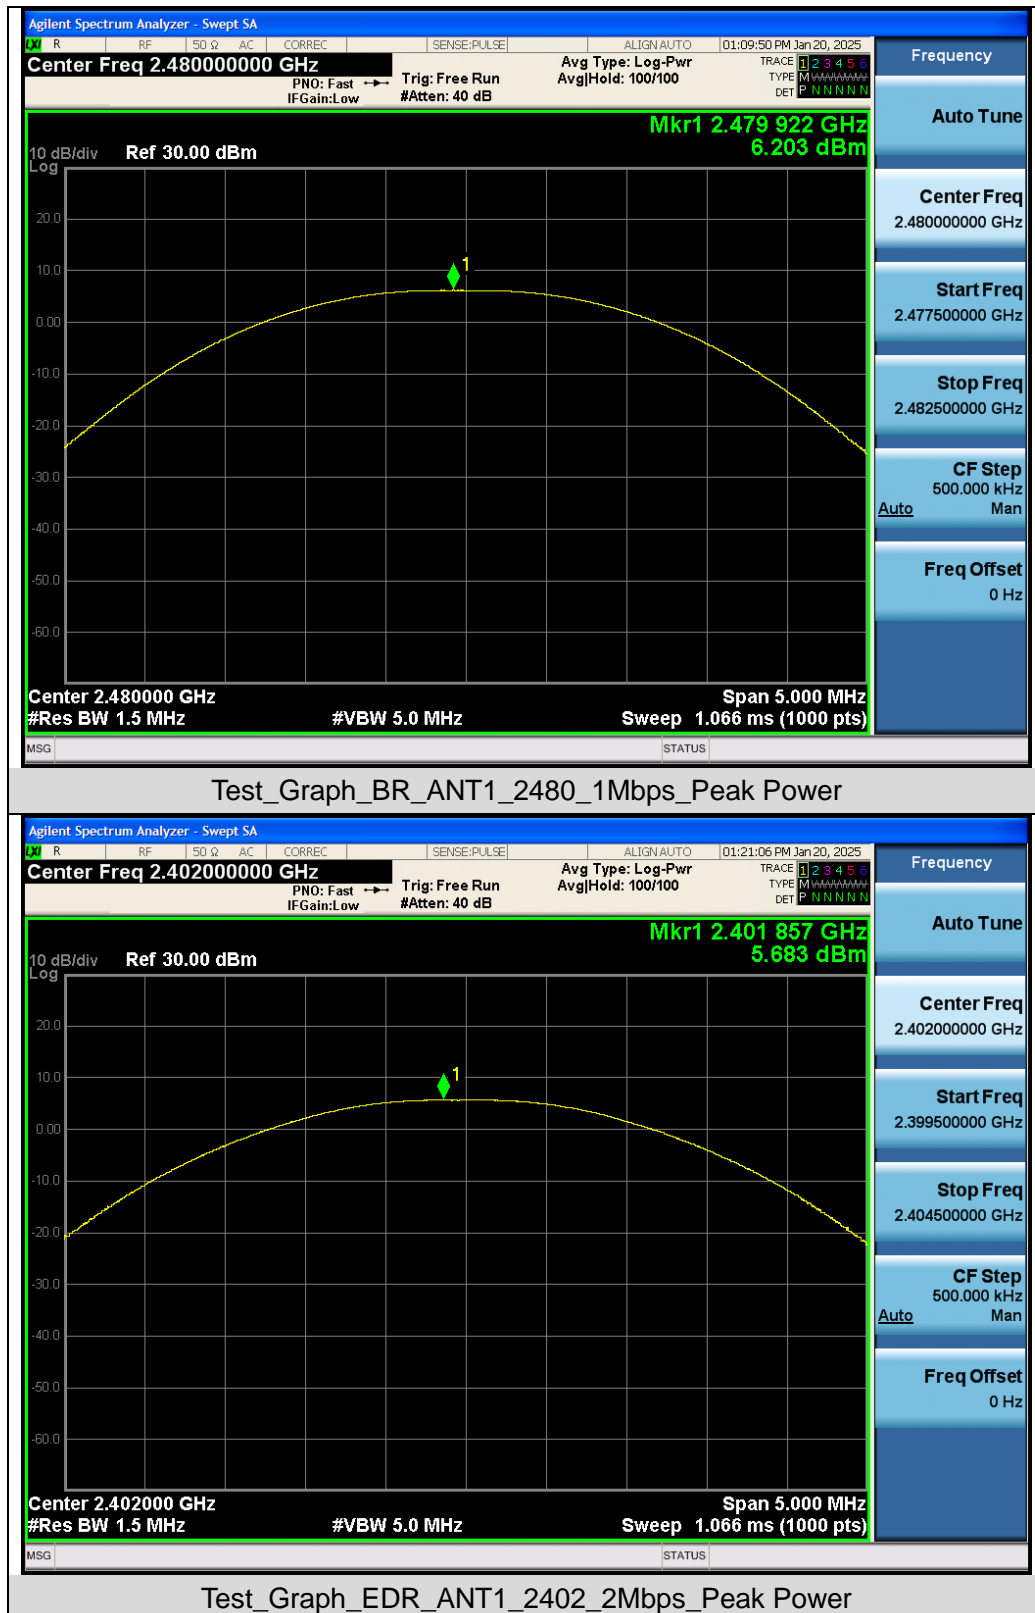 Agilent Spectrum Analyzer - Swept SA
LXI R RF 50 Ω AC CORREC SENSE:PULSE ALIGN AUTO 01:09:50 PM Jan 20, 2025
Center Freq 2.480000000 GHz
PNO: Fast Trig: Free Run Avg Type: Log-Pwr TRACE 1 2 3 4 5 6
IFGain:Low #Atten: 40 dB Avg|Hold: 100/100 TYPE M W W W W W
DET P N N N N N
Mkr1 2.479 922 GHz
6.203 dBm
10 dB/div Ref 30.00 dBm
Log
1
20.0
10.0
0.00
-10.0
-20.0
-30.0
-40.0
-50.0
-60.0
Center 2.480000 GHz Span 5.000 MHz
#Res BW 1.5 MHz #VBW 5.0 MHz Sweep 1.066 ms (1000 pts)
MSG STATUS
Frequency
Auto Tune
Center Freq
2.480000000 GHz
Start Freq
2.477500000 GHz
Stop Freq
2.482500000 GHz
CF Step
500.000 kHz
Auto Man
Freq Offset
0 Hz
Test_Graph_BR_ANT1_2480_1Mbps_Peak Power
Agilent Spectrum Analyzer - Swept SA
LXI R RF 50 Ω AC CORREC SENSE:PULSE ALIGN AUTO 01:21:06 PM Jan 20, 2025
Center Freq 2.402000000 GHz
PNO: Fast Trig: Free Run Avg Type: Log-Pwr TRACE 1 2 3 4 5 6
IFGain:Low #Atten: 40 dB Avg|Hold: 100/100 TYPE M W W W W W
DET P N N N N N
Mkr1 2.401 857 GHz
5.683 dBm
10 dB/div Ref 30.00 dBm
Log
1
20.0
10.0
0.00
-10.0
-20.0
-30.0
-40.0
-50.0
-60.0
Center 2.402000 GHz Span 5.000 MHz
#Res BW 1.5 MHz #VBW 5.0 MHz Sweep 1.066 ms (1000 pts)
MSG STATUS
Frequency
Auto Tune
Center Freq
2.402000000 GHz
Start Freq
2.399500000 GHz
Stop Freq
2.404500000 GHz
CF Step
500.000 kHz
Auto Man
Freq Offset
0 Hz
Test_Graph_EDR_ANT1_2402_2Mbps_Peak Power